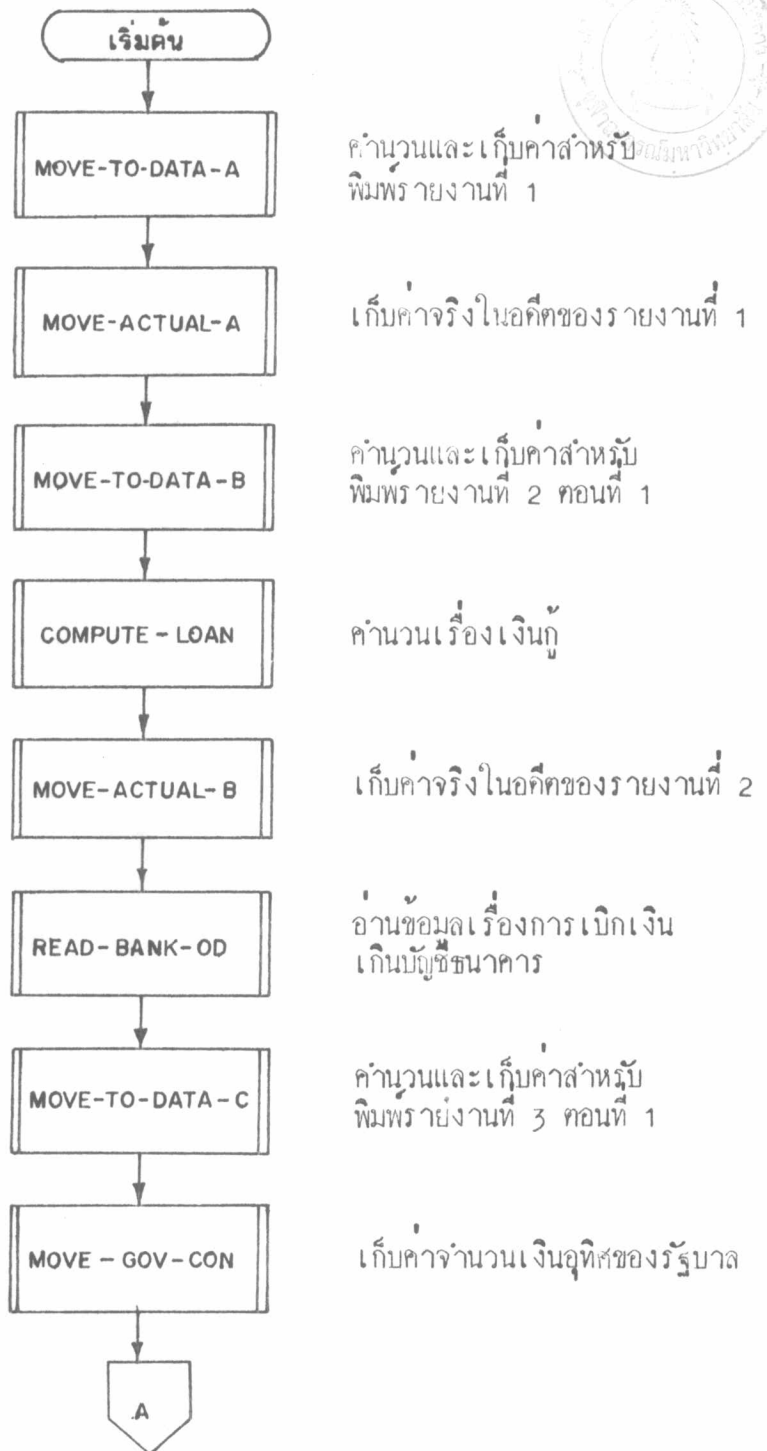 เริ่มต้น
MOVE-TO-DATA-A
คำนวนและเก็บค่าสำหรับ
พิมพ์รายงานที่ 1
MOVE-ACTUAL-A
เก็บค่าจริงในอดีตของรายงานที่ 1
MOVE-TO-DATA-B
คำนวนและเก็บค่าสำหรับ
พิมพ์รายงานที่ 2 ตอนที่ 1
COMPUTE - LOAN
คำนวนเรื่องเงินกู้
MOVE-ACTUAL-B
เก็บค่าจริงในอดีตของรายงานที่ 2
READ-BANK-OD
อ่านข้อมูลเรื่องการเบิกเงิน
เกินบัญชีธนาคาร
MOVE-TO-DATA-C
คำนวนและเก็บค่าสำหรับ
พิมพ์รายงานที่ 3 ตอนที่ 1
MOVE - GOV-CON
เก็บค่าจำนวนเงินอุทิศของรัฐบาล
A